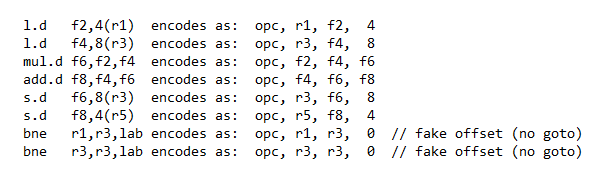 l.d   f2,4(r1)  encodes as:  opc, r1, f2,  4
l.d   f4,8(r3)  encodes as:  opc, r3, f4,  8
mul.d f6,f2,f4  encodes as:  opc, f2, f4, f6
add.d f8,f4,f6  encodes as:  opc, f4, f6, f8
s.d   f6,8(r3)  encodes as:  opc, r3, f6,  8
s.d   f8,4(r5)  encodes as:  opc, r5, f8,  4
bne   r1,r3,lab encodes as:  opc, r1, r3,  0  // fake offset (no goto)
bne   r3,r3,lab encodes as:  opc, r3, r3,  0  // fake offset (no goto)